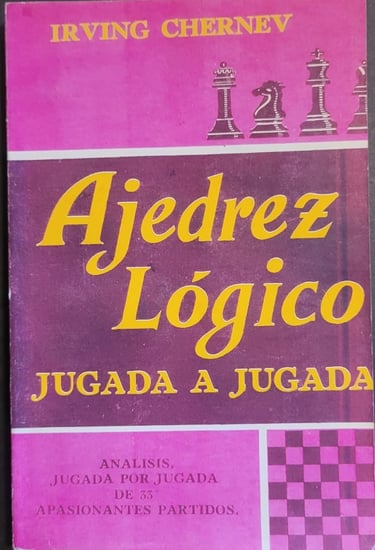 IRVING CHERNEV
Ajedrez
Lógico
JUGADA A JUGADA
ANALISIS,
JUGADA POR JUGADA
DE 33
APASIONANTES PARTIDOS.